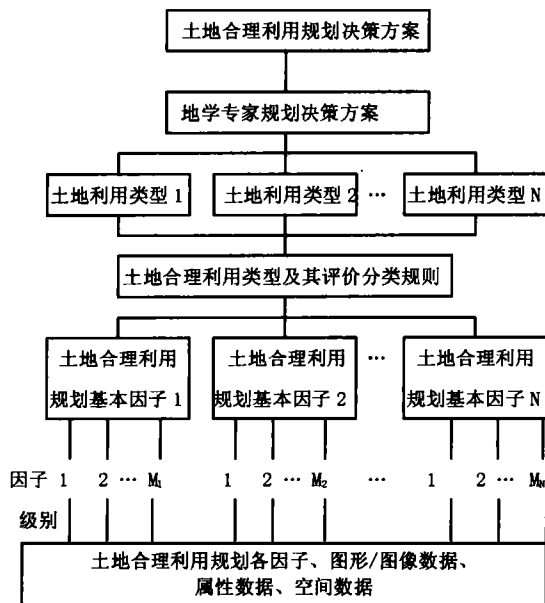 土地合理利用规划决策方案
地学专家规划决策方案
土地利用类型 1 土地利用类型 2 … 土地利用类型 N
土地合理利用类型及其评价分类规则
土地合理利用 土地合理利用 … 土地合理利用
规划基本因子 1 规划基本因子 2 规划基本因子 N
因子 1 2 … M₁ 1 2 … M₂ … 1 2 … Mₙ
级别
土地合理利用规划各因子、图形/图像数据、
属性数据、空间数据